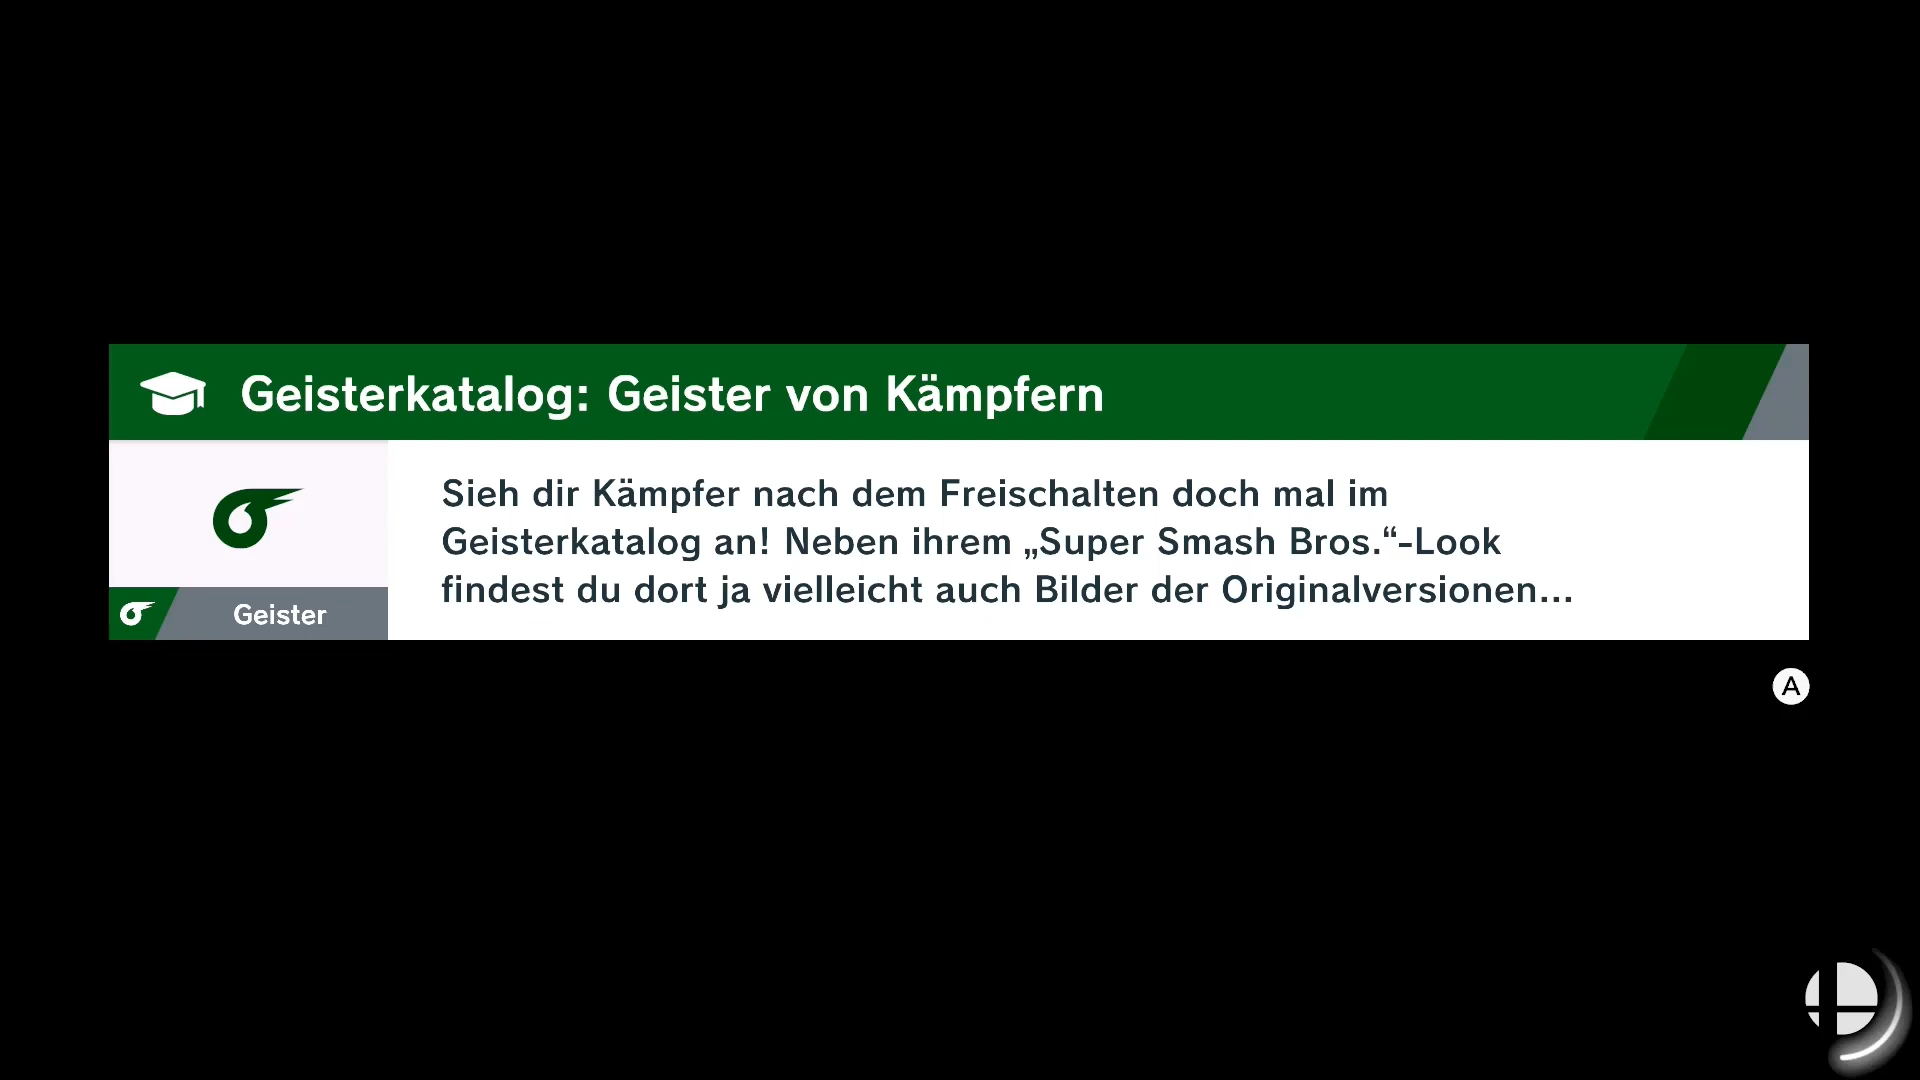 Geisterkatalog: Geister von Kämpfern
Sieh dir Kämpfer nach dem Freischalten doch mal im
Geisterkatalog an! Neben ihrem „Super Smash Bros.“-Look
findest du dort ja vielleicht auch Bilder der Originalversionen...
Geister
A